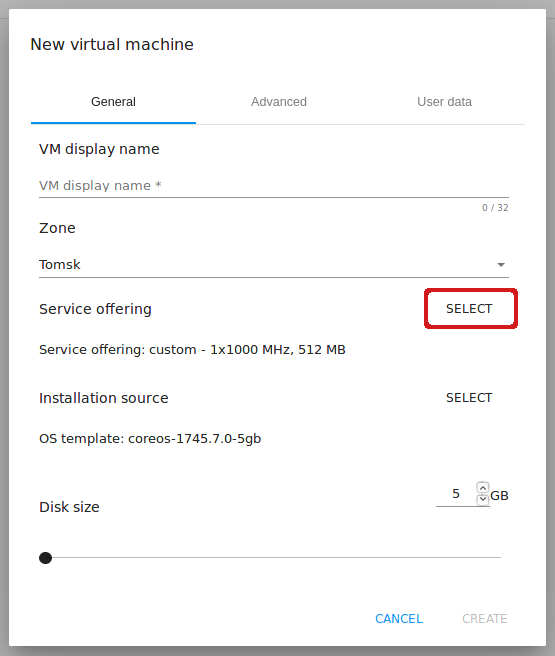 New virtual machine
General Advanced User data
VM display name
VM display name *
0 / 32
Zone
Tomsk
Service offering SELECT
Service offering: custom - 1x1000 MHz, 512 MB
Installation source SELECT
OS template: coreos-1745.7.0-5gb
Disk size 5 GB
CANCEL CREATE